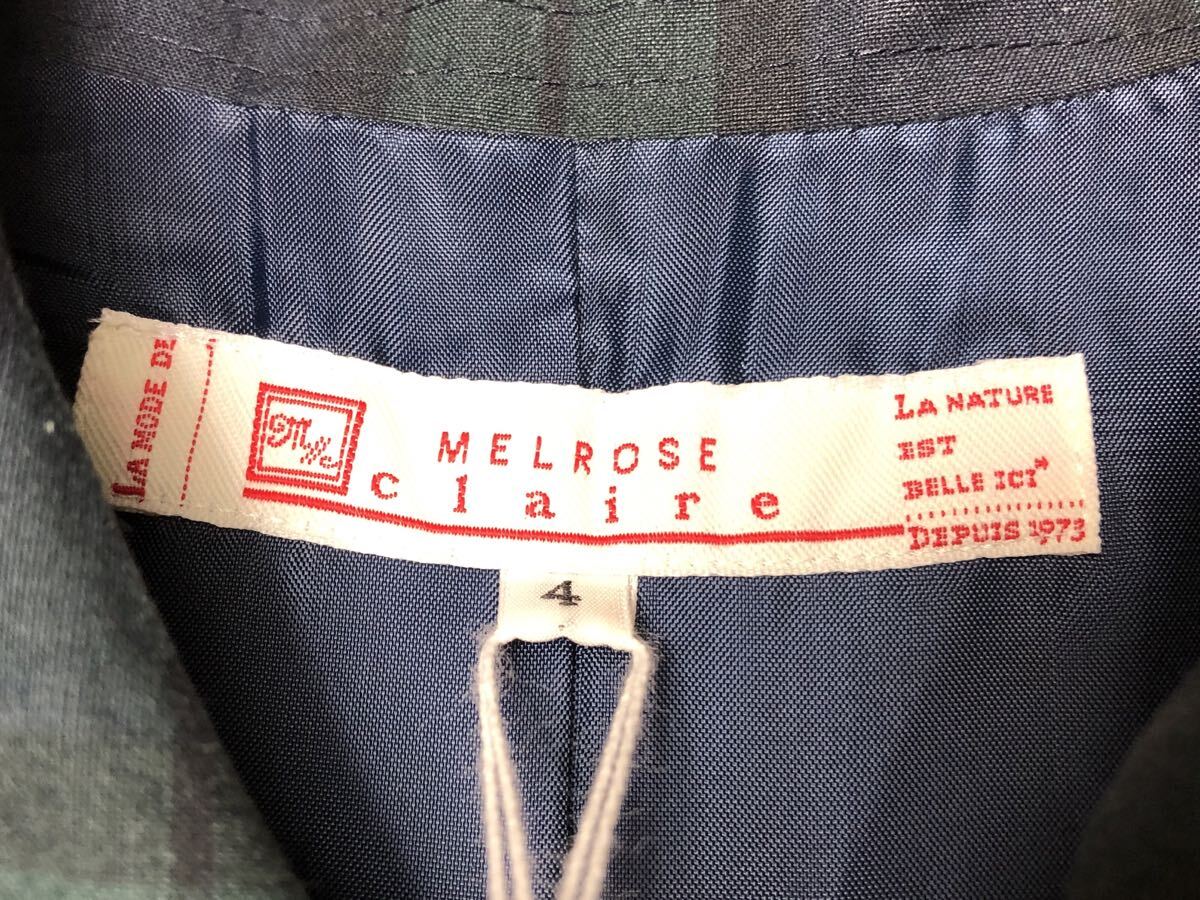 LA MODE DE
MELROSE
claire
LA NATURE
EST
BELLE ICI
DEPUIS 1973
4